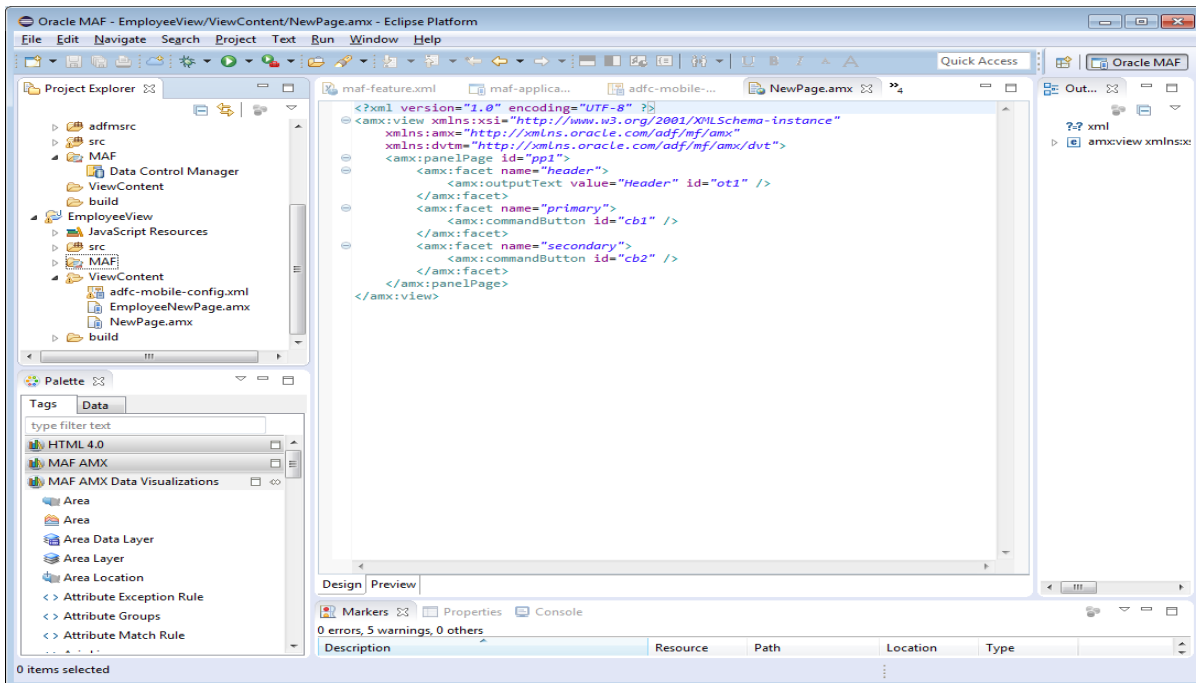 Oracle MAF - EmployeeView/ViewContent/NewPage.amx - Eclipse Platform
File Edit Navigate Search Project Text Run Window Help
Quick Access
Oracle MAF
Project Explorer
adfmsrc
src
MAF
Data Control Manager
ViewContent
build
EmployeeView
JavaScript Resources
src
MAF
ViewContent
adfc-mobile-config.xml
EmployeeNewPage.amx
NewPage.amx
build
Palette
Tags Data
type filter text
HTML 4.0
MAF AMX
MAF AMX Data Visualizations
Area
Area
Area Data Layer
Area Layer
Area Location
<> Attribute Exception Rule
<> Attribute Groups
<> Attribute Match Rule
maf-feature.xml maf-applica... adfc-mobile-... NewPage.amx »4
<?xml version="1.0" encoding="UTF-8" ?>
<amx:view xmlns:xsi="http://www.w3.org/2001/XMLSchema-instance"
xmlns:amx="http://xmlns.oracle.com/adf/mf/amx"
xmlns:dvtm="http://xmlns.oracle.com/adf/mf/amx/dvt">
<amx:panelPage id="pp1">
<amx:facet name="header">
<amx:outputText value="Header" id="ot1" />
</amx:facet>
<amx:facet name="primary">
<amx:commandButton id="cb1" />
</amx:facet>
<amx:facet name="secondary">
<amx:commandButton id="cb2" />
</amx:facet>
</amx:panelPage>
</amx:view>
Design Preview
Out...
?-? xml
e amx:view xmlns:x
Markers Properties Console
0 errors, 5 warnings, 0 others
Description Resource Path Location Type
0 items selected